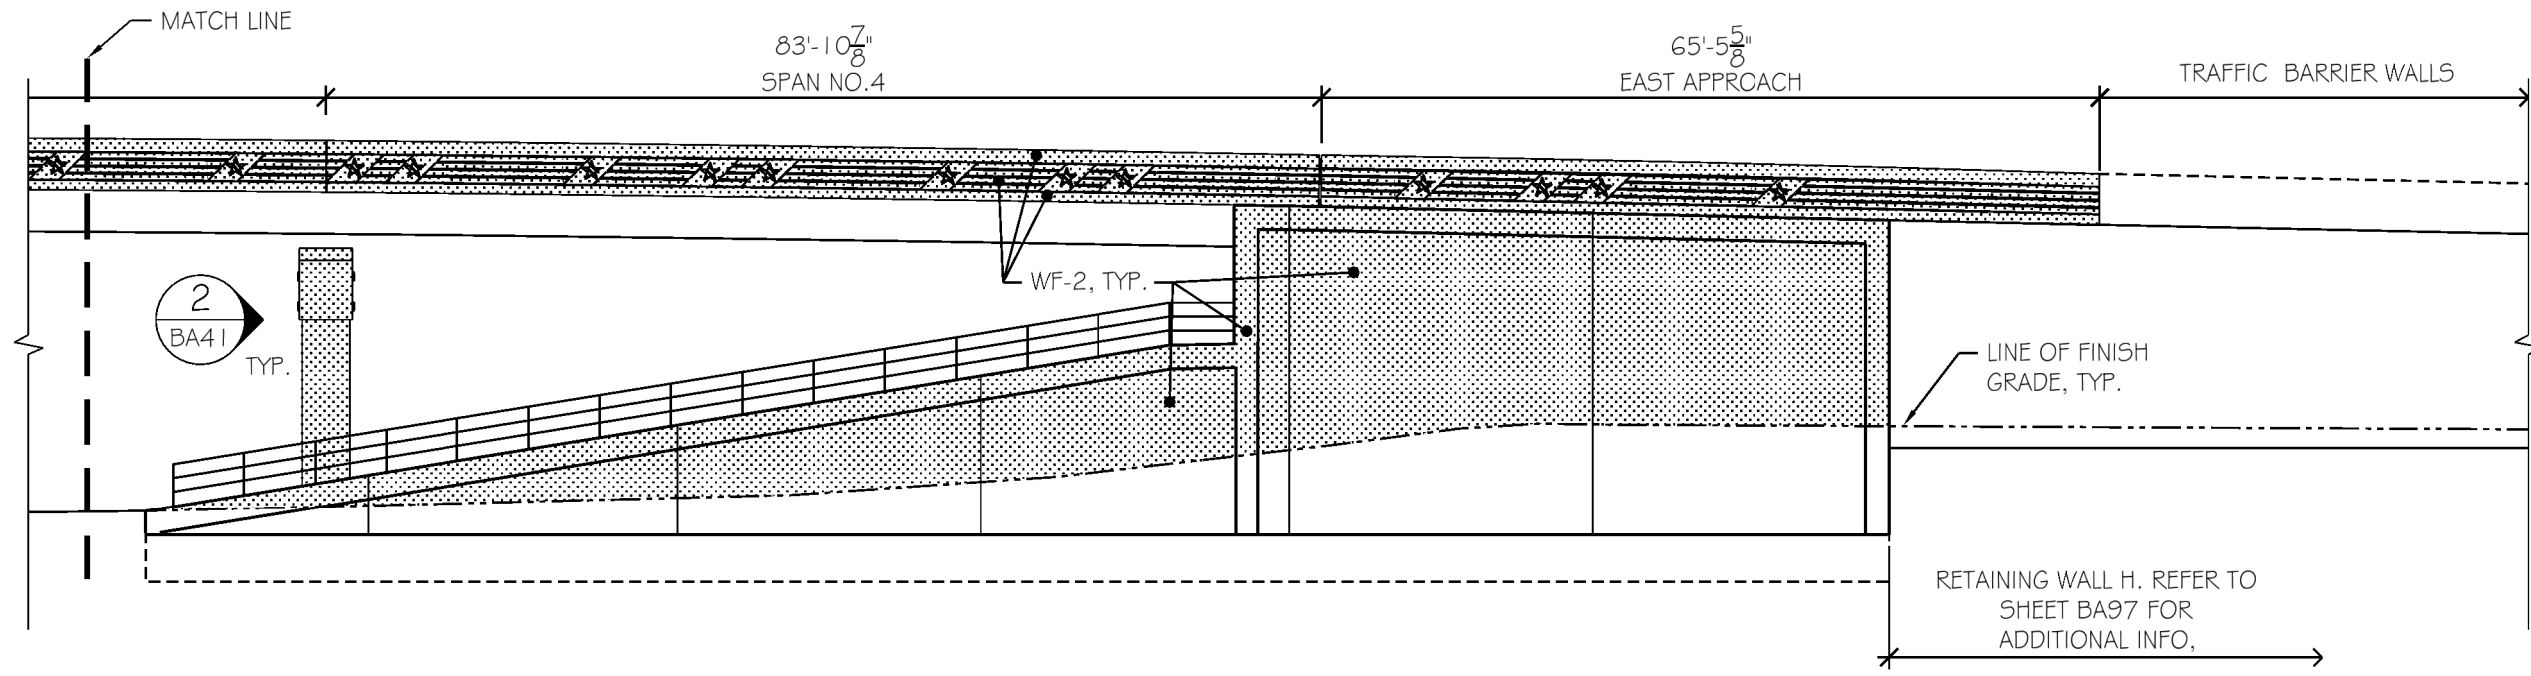 MATCH LINE
83'-10 7/8"
SPAN NO.4
65'-5 5/8"
EAST APPROACH
TRAFFIC BARRIER WALLS
2
BA41
TYP.
WF-2, TYP.
LINE OF FINISH
GRADE, TYP.
RETAINING WALL H. REFER TO
SHEET BA97 FOR
ADDITIONAL INFO,